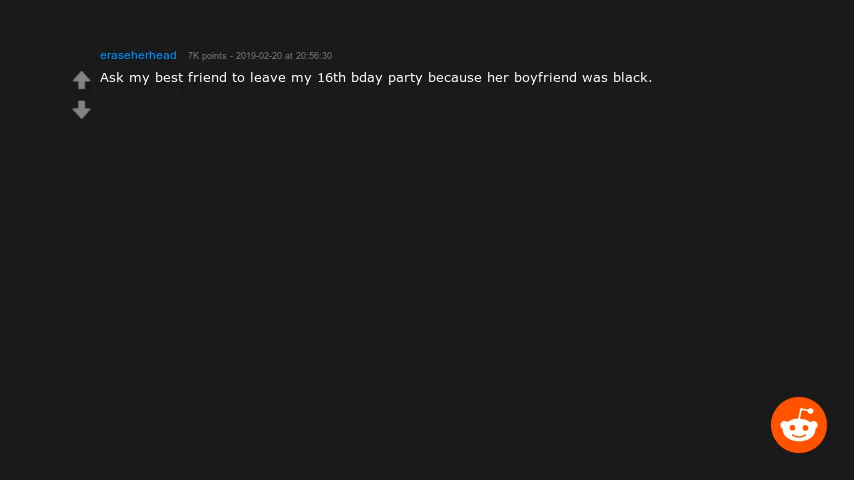 eraseherhead 7K points - 2019-02-20 at 20:56:30
Ask my best friend to leave my 16th bday party because her boyfriend was black.